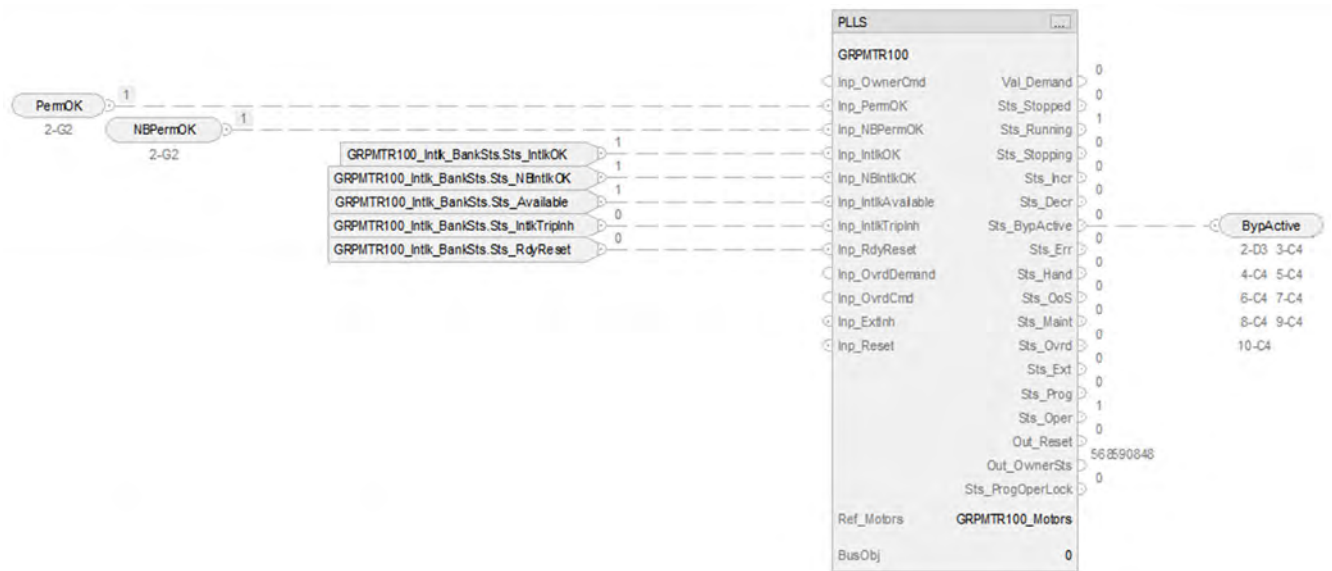 PLLS ...
GRPMTR100
0
Inp_OwnerCmd Val_Demand
0
PermOK 1 Inp_PermOK Sts_Stopped
1
2-G2 NBPermOK 1 Inp_NBPermOK Sts_Running
2-G2
0
GRPMTR100_Intlk_BankSts.Sts_IntlkOK 1 Inp_IntlkOK Sts_Stopping
0
GRPMTR100_Intlk_BankSts.Sts_NBIntlkOK 1 Inp_NBIntlkOK Sts_Incr
0
GRPMTR100_Intlk_BankSts.Sts_Available 1 Inp_IntlkAvailable Sts_Decr
0
GRPMTR100_Intlk_BankSts.Sts_IntlkTripInh 0 Inp_IntlkTripInh Sts_BypActive BypActive
0
GRPMTR100_Intlk_BankSts.Sts_RdyReset 0 Inp_RdyReset Sts_Err 2-D3 3-C4
0
Inp_OvrdDemand Sts_Hand 4-C4 5-C4
0
Inp_OvrdCmd Sts_OoS 6-C4 7-C4
0
Inp_ExtInh Sts_Maint 8-C4 9-C4
0
Inp_Reset Sts_Ovrd 10-C4
0
Sts_Ext
0
Sts_Prog
1
Sts_Oper
0
Out_Reset
568590848
Out_OwnerSts
0
Sts_ProgOperLock
Ref_Motors GRPMTR100_Motors
BusObj 0